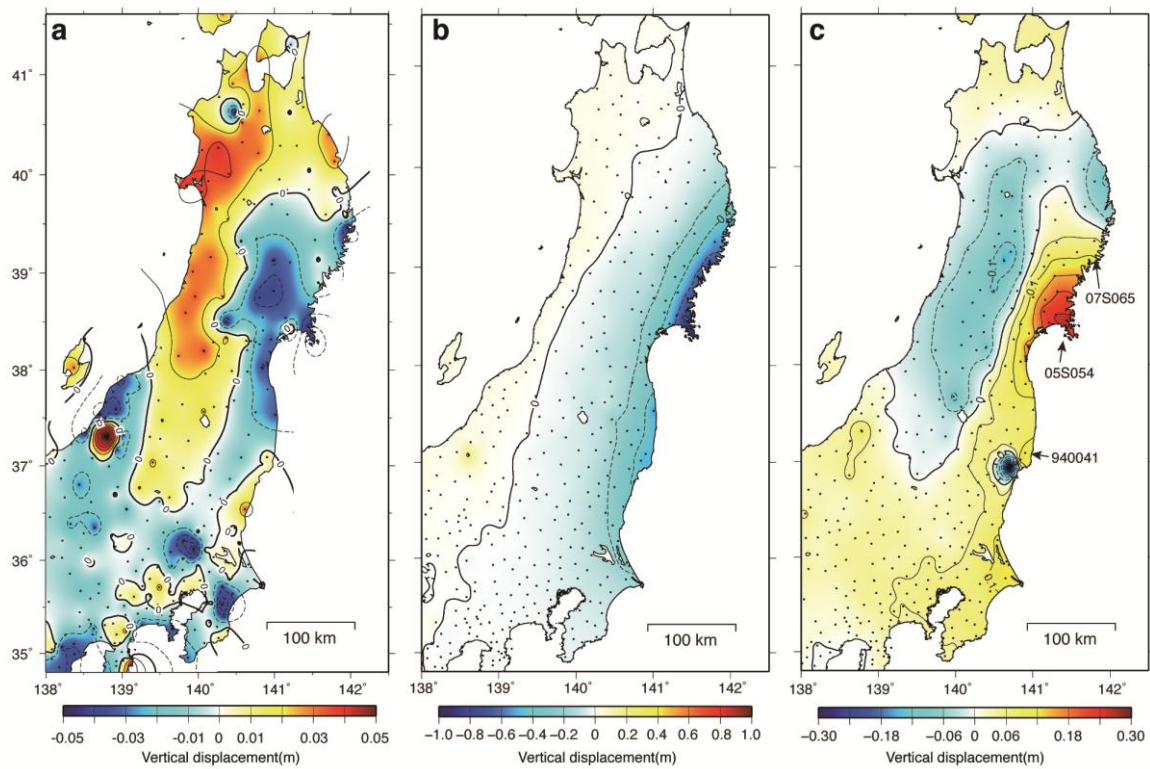 a
b
c
41°
40°
39°
38°
37°
36°
35°
07S065
05S054
940041
-0.1
0.1
0
100 km
100 km
100 km
138 139 140 141 142
138 139 140 141 142
138 139 140 141 142
-0.05 -0.03 -0.01 0 0.01 0.03 0.05
Vertical displacement(m)
−1.0 −0.8 −0.6−0.4−0.2 0 0.2 0.4 0.6 0.8 1.0
Vertical displacement(m)
−0.30 −0.18 −0.06 0 0.06 0.18 0.30
Vertical displacement(m)